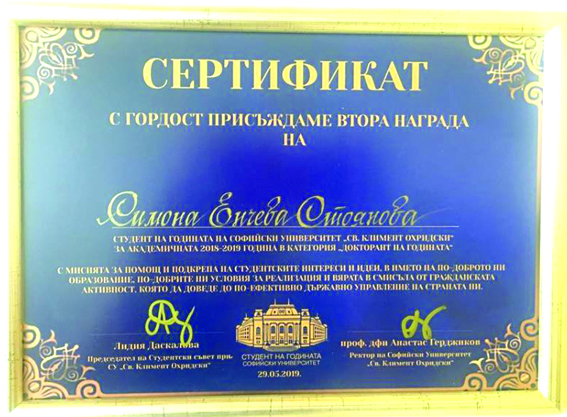 СЕРТИФИКАТ
С ГОРДОСТ ПРИСЪЖДАМЕ ВТОРА НАГРАДА
НА
Симона Енчева Стоянова
СТУДЕНТ НА ГОДИНАТА НА СОФИЙСКИ УНИВЕРСИТЕТ „СВ. КЛИМЕНТ ОХРИДСКИ“
ЗА АКАДЕМИЧНАТА 2018-2019 ГОДИНА В КАТЕГОРИЯ „ДОКТОРАНТ НА ГОДИНАТА“
С МИСИЯТА ЗА ПОМОЩ И ПОДКРЕПА НА СТУДЕНТСКИТЕ ИНТЕРЕСИ И ИДЕИ, В ИМЕТО НА ПО-ДОБРОТО НИ
ОБРАЗОВАНИЕ, ПО-ДОБРИТЕ НИ УСЛОВИЯ ЗА РЕАЛИЗАЦИЯ И ВЯРАТА В СМИСЪЛА ОТ ГРАЖДАНСКАТА
АКТИВНОСТ, КОЯТО ДА ДОВЕДЕ ДО ПО-ЕФЕКТИВНО ДЪРЖАВНО УПРАВЛЕНИЕ НА СТРАНАТА НИ.
Лидия Даскалова
Председател на Студентски съвет при
СУ „Св. Климент Охридски“
СТУДЕНТ НА ГОДИНАТА
СОФИЙСКИ УНИВЕРСИТЕТ
29.05.2019.
проф. дфн Анастас Герджиков
Ректор на Софийски Университет
„Св. Климент Охридски“